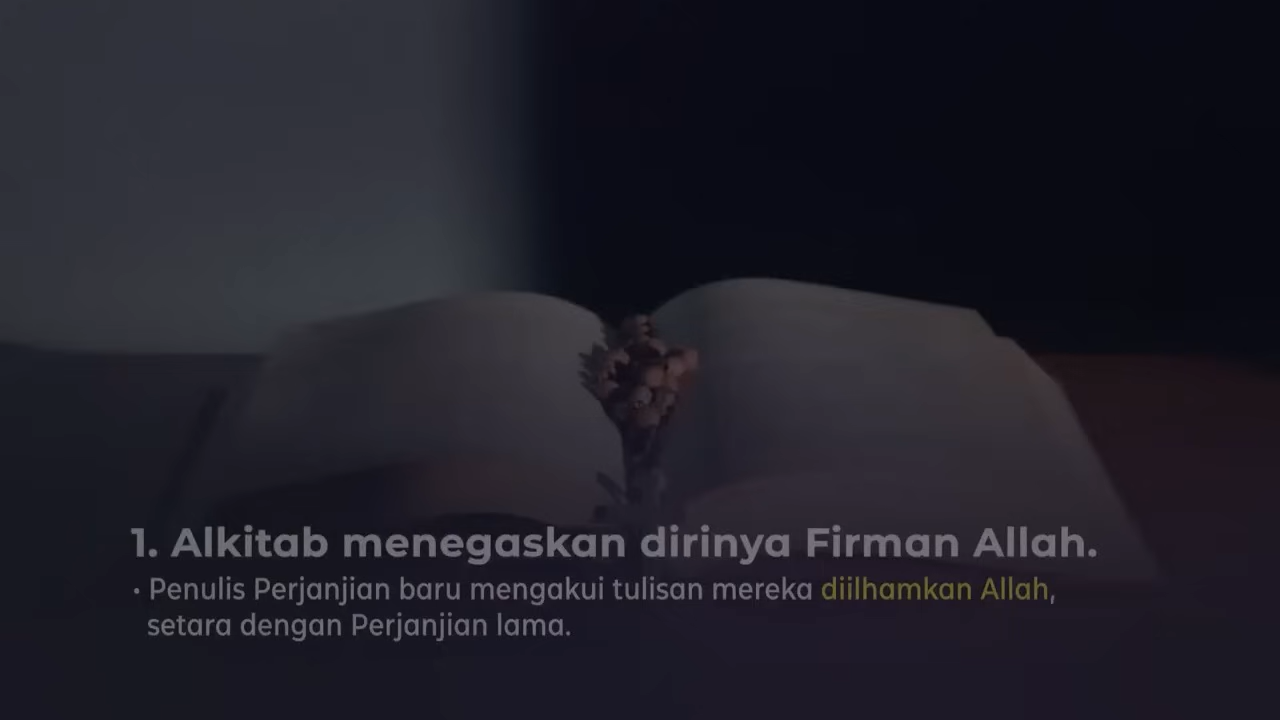 1. Alkitab menegaskan dirinya Firman Allah.
• Penulis Perjanjian baru mengakui tulisan mereka diilhamkan Allah,
setara dengan Perjanjian lama.